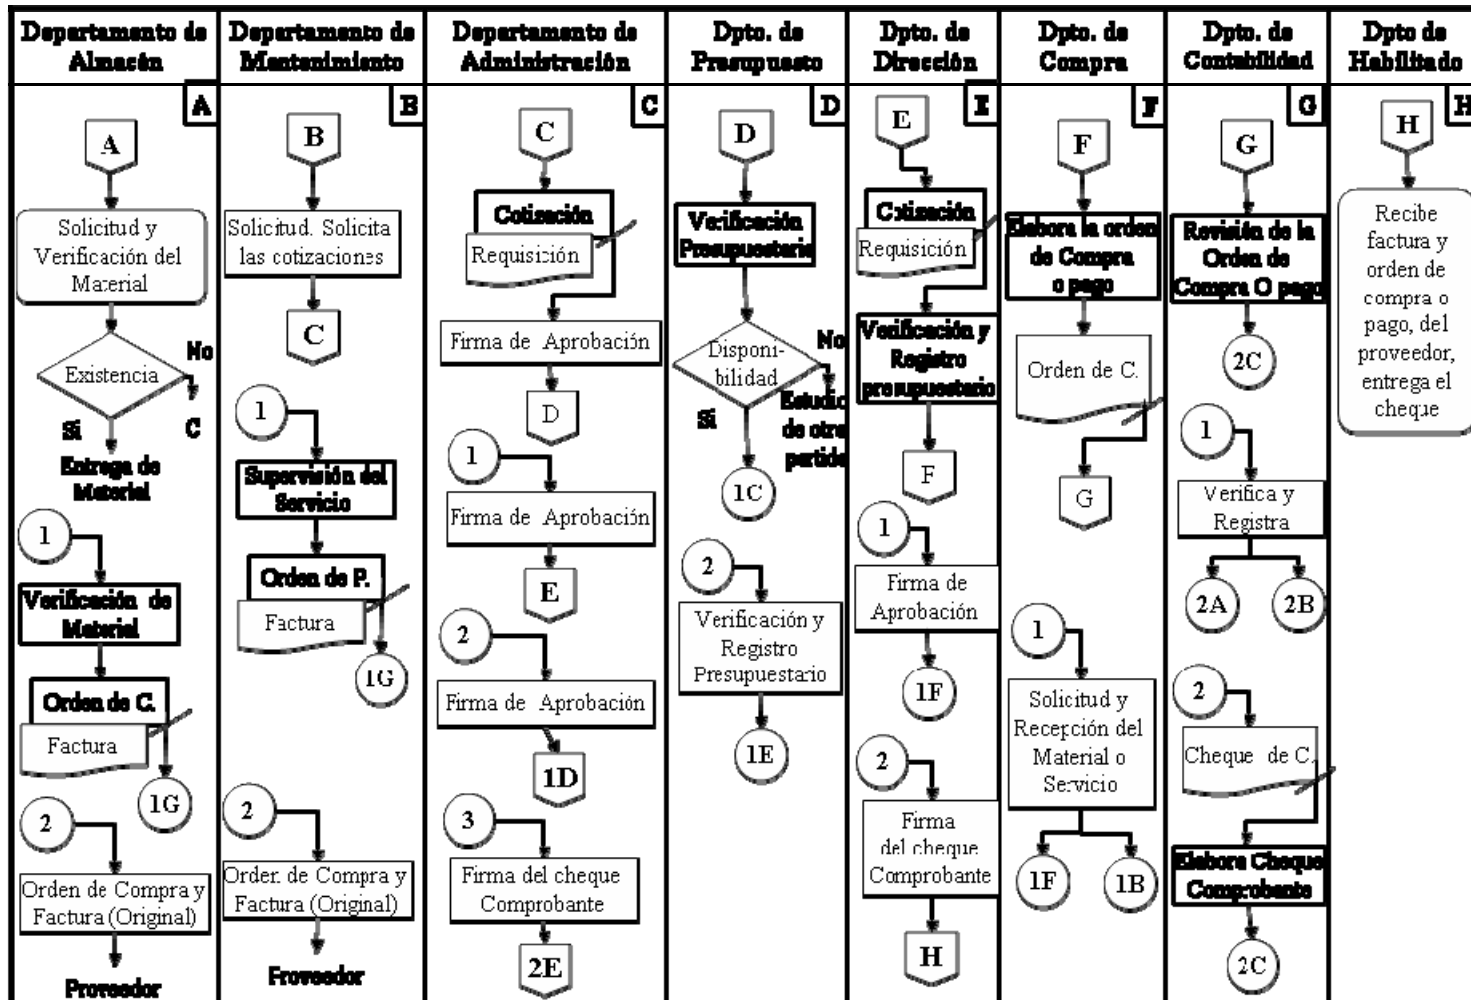 Departamento de
Almacén
Departamento de
Mantenimiento
Departamento de
Administración
Dpto. de
Presupuesto
Dpto. de
Dirección
Dpto. de
Compra
Dpto. de
Contabilidad
Dpto de
Habilitado
A
A
Solicitud y
Verificación del
Material
Existencia
No
C
Si
Entrega de
Material
1
Verificación de
Material
Orden de C.
Factura
1G
2
Orden de Compra y
Factura (Original)
Proveedor
B
B
Solicitud. Solicita
las cotizaciones
C
1
Supervisión del
Servicio
Orden de P.
Factura
1G
2
Orden de Compra y
Factura (Original)
Proveedor
C
C
Cotización
Requisición
Firma de Aprobación
D
1
Firma de Aprobación
E
2
Firma de Aprobación
1D
3
Firma del cheque
Comprobante
2E
D
D
Verificación
Presupuestaria
Disponi-
bilidad
No
Estudio
de otra
partida
Si
1C
2
Verificación y
Registro
Presupuestario
1E
E
E
Cotización
Requisición
Verificación y
Registro
presupuestario
F
1
Firma de
Aprobación
1F
2
Firma
del cheque
Comprobante
H
F
F
Elabora la orden
de Compra
o pago
Orden de C.
G
1
Solicitud y
Recepción del
Material o
Servicio
1F
1B
G
G
Revisión de la
Orden de
Compra O pago
2C
1
Verifica y
Registra
2A
2B
2
Cheque de C.
Elabora Cheque
Comprobante
2C
H
H
Recibe
factura y
orden de
compra o
pago, del
proveedor,
entrega el
cheque